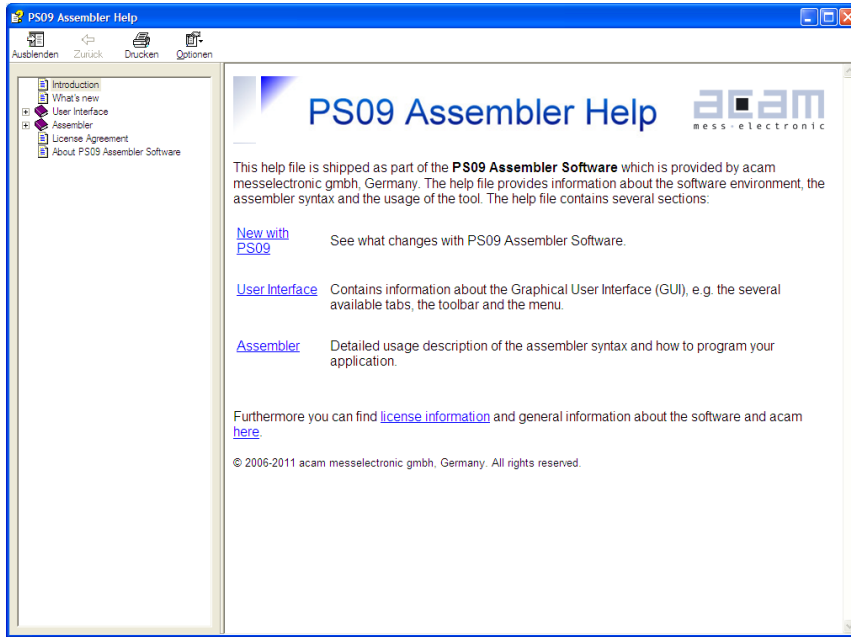 PS09 Assembler Help
Ausblenden Zurück Drucken Optionen
Introduction
What's new
User Interface
Assembler
License Agreement
About PS09 Assembler Software
PS09 Assembler Help
acam
mess-electronic
This help file is shipped as part of the PS09 Assembler Software which is provided by acam
messelectronic gmbh, Germany. The help file provides information about the software environment, the
assembler syntax and the usage of the tool. The help file contains several sections:
New with
PS09
See what changes with PS09 Assembler Software.
User Interface
Contains information about the Graphical User Interface (GUI), e.g. the several
available tabs, the toolbar and the menu.
Assembler
Detailed usage description of the assembler syntax and how to program your
application.
Furthermore you can find license information and general information about the software and acam
here.
© 2006-2011 acam messelectronic gmbh, Germany. All rights reserved.